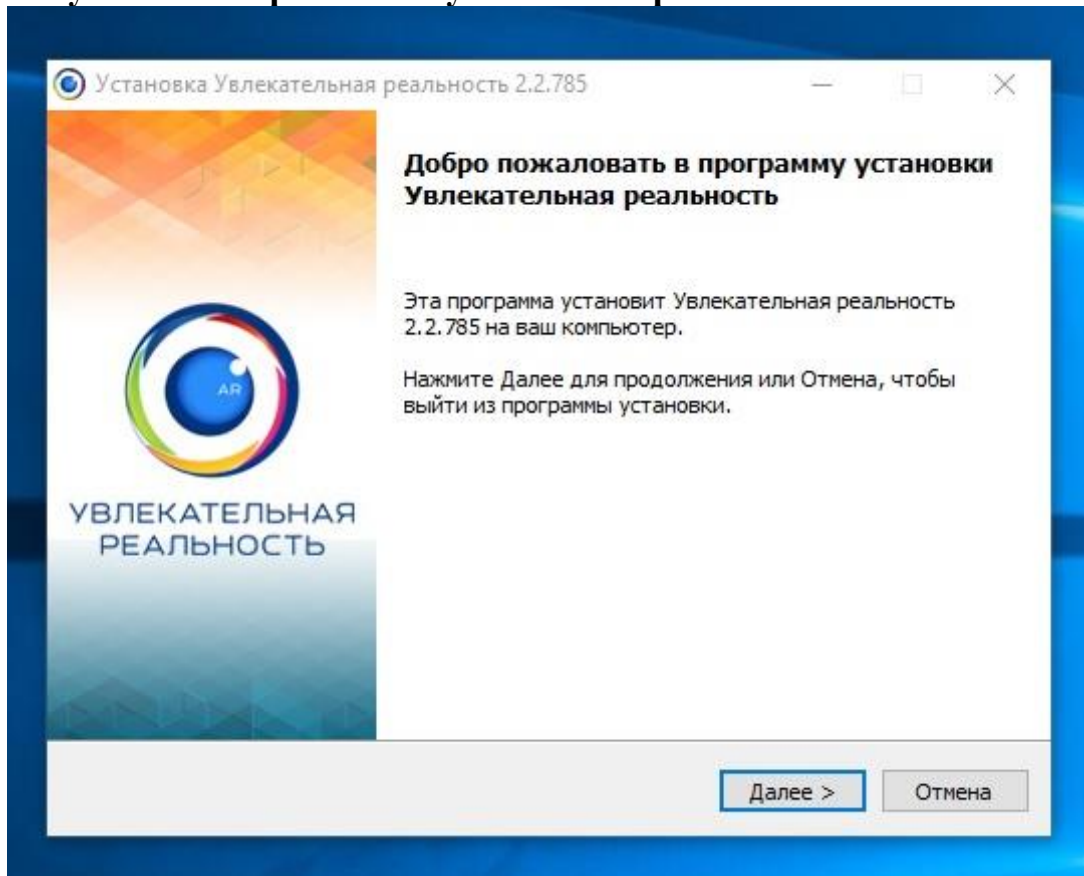 Установка Увлекательная реальность 2.2.785
Добро пожаловать в программу установки
Увлекательная реальность
Эта программа установит Увлекательная реальность
2.2.785 на ваш компьютер.
Нажмите Далее для продолжения или Отмена, чтобы
выйти из программы установки.
AR
УВЛЕКАТЕЛЬНАЯ
РЕАЛЬНОСТЬ
Далее >
Отмена